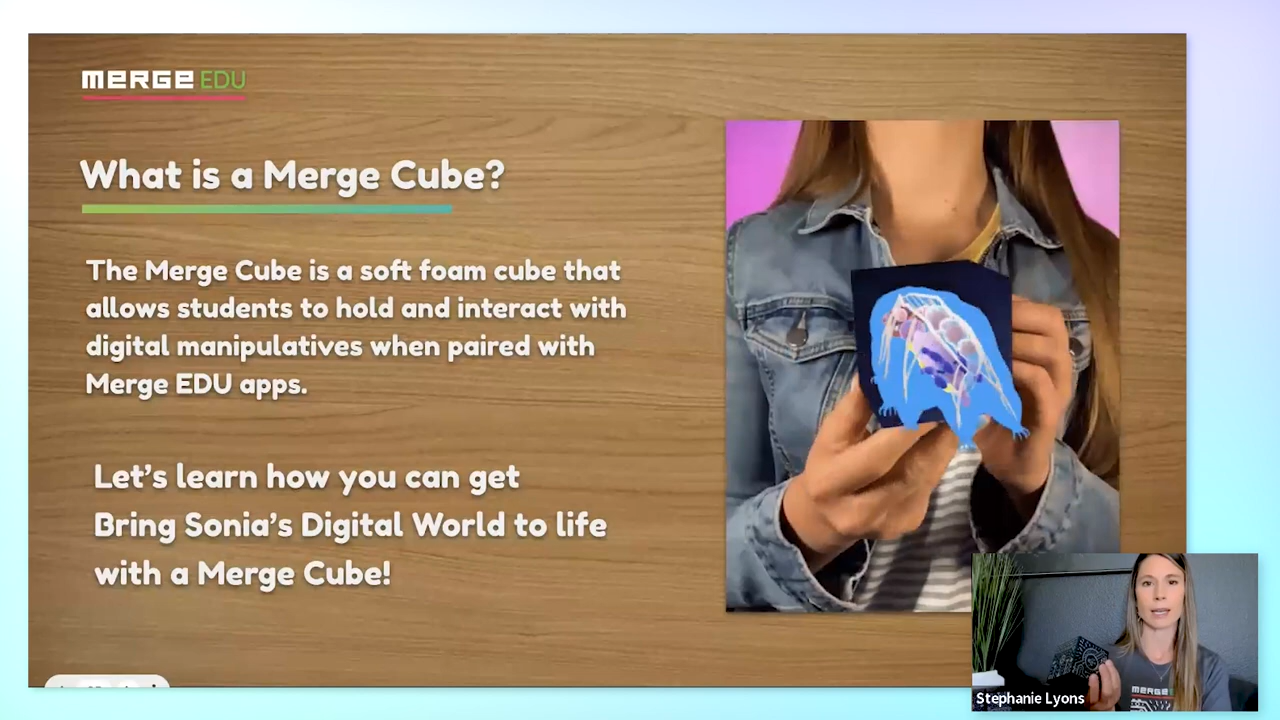 MERGE EDU
What is a Merge Cube?
The Merge Cube is a soft foam cube that
allows students to hold and interact with
digital manipulatives when paired with
Merge EDU apps.
Let's learn how you can get
Bring Sonia's Digital World to life
with a Merge Cube!
MERGE
Stephanie Lyons